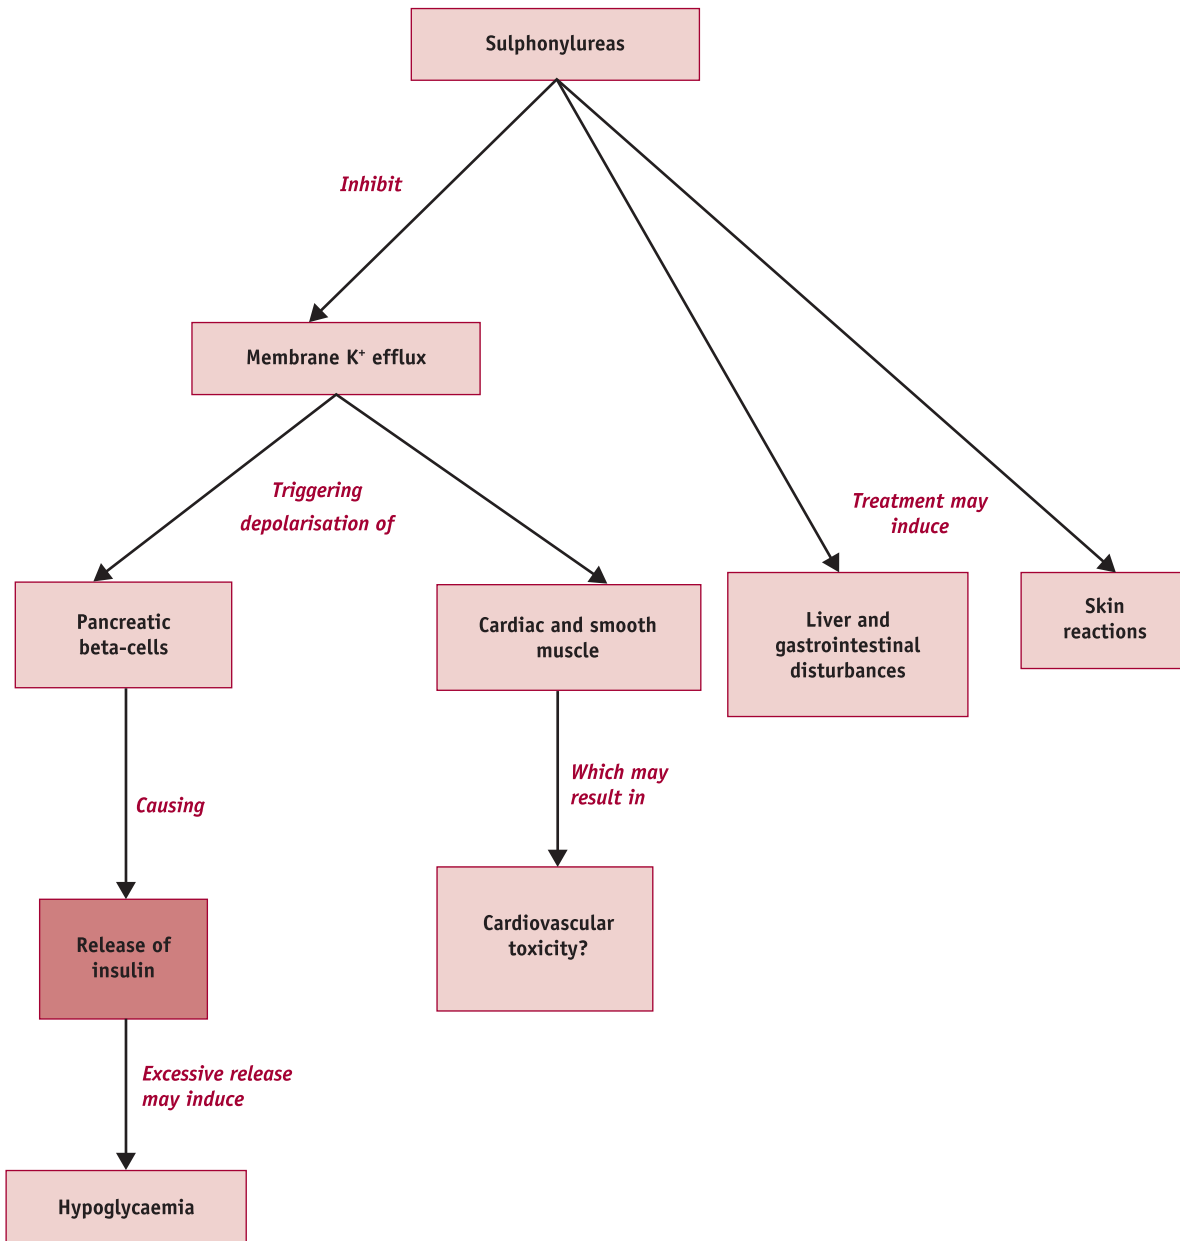 Sulphonylureas
Inhibit
Membrane K⁺ efflux
Triggering
depolarisation of
Treatment may
induce
Pancreatic
beta-cells
Cardiac and smooth
muscle
Liver and
gastrointestinal
disturbances
Skin
reactions
Causing
Which may
result in
Release of
insulin
Cardiovascular
toxicity?
Excessive release
may induce
Hypoglycaemia